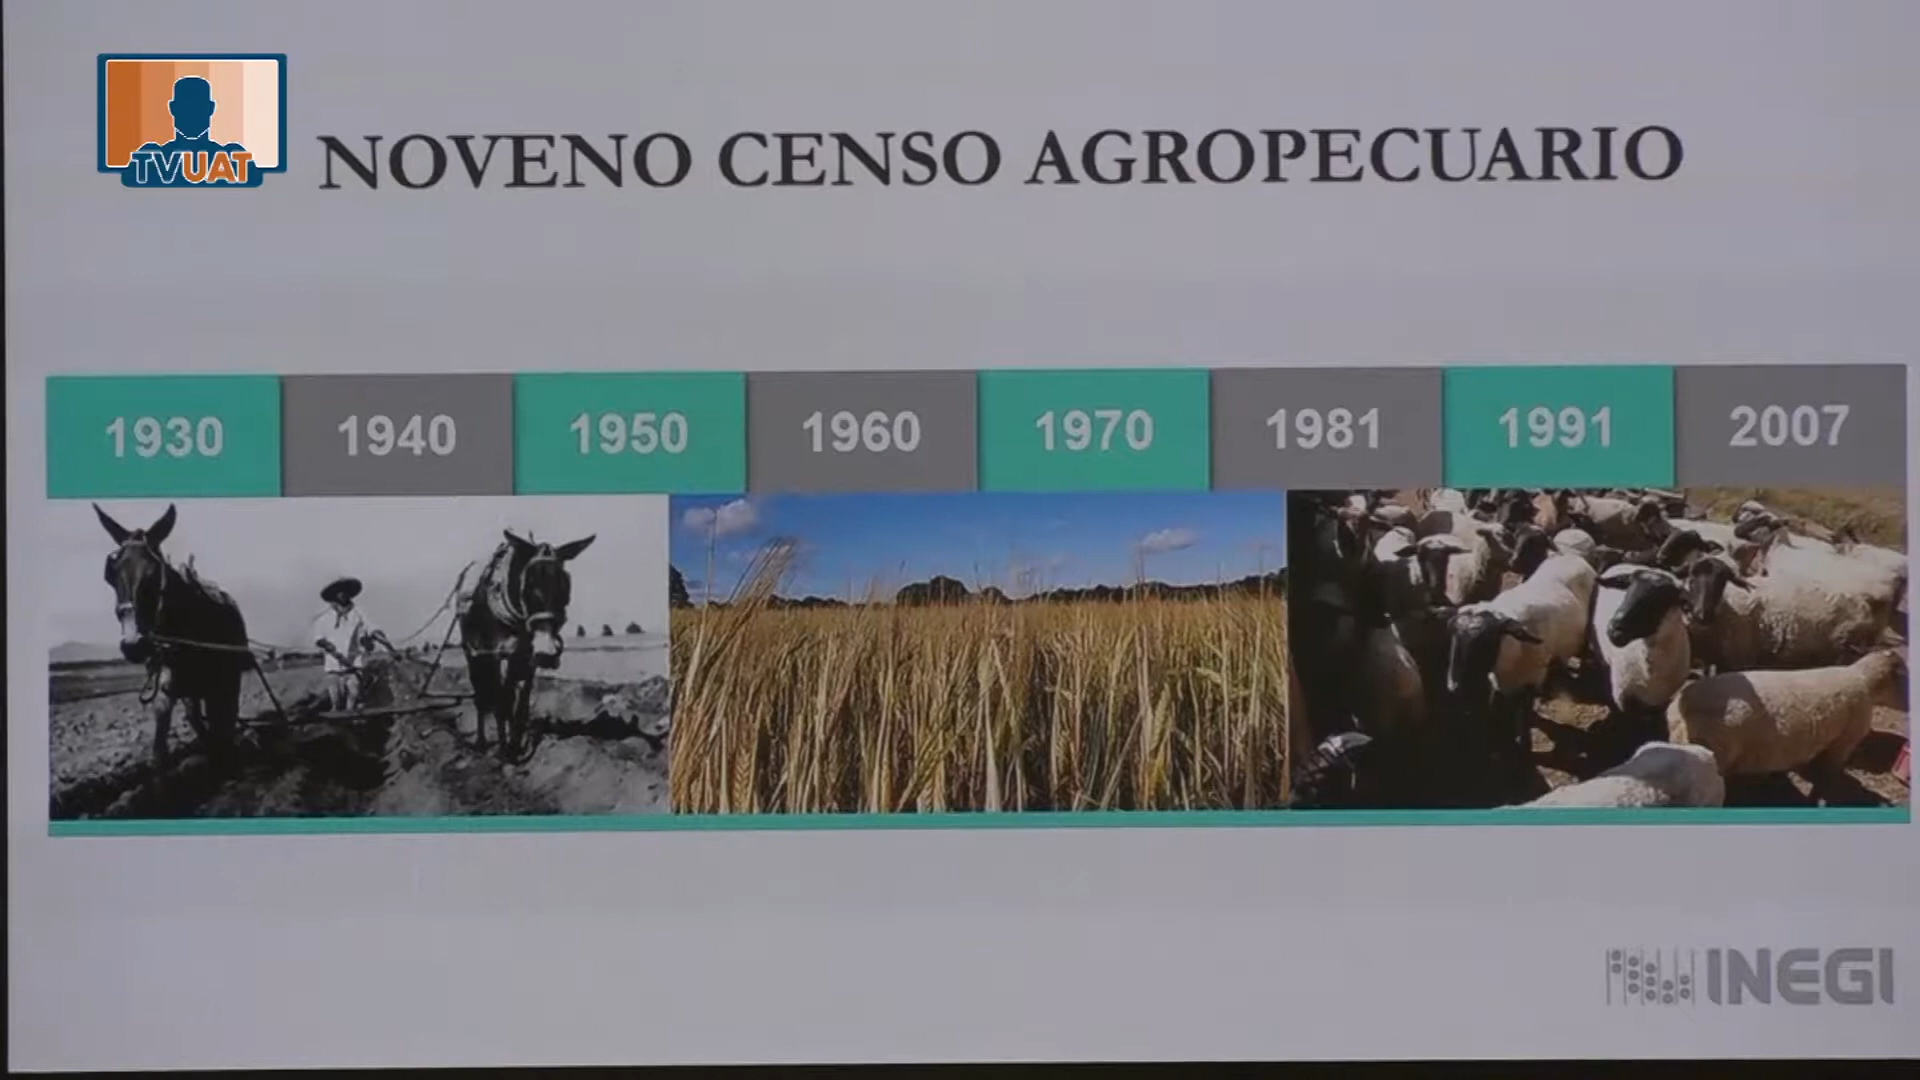 TVUAT
NOVENO CENSO AGROPECUARIO
1930 1940 1950 1960 1970 1981 1991 2007
INEGI